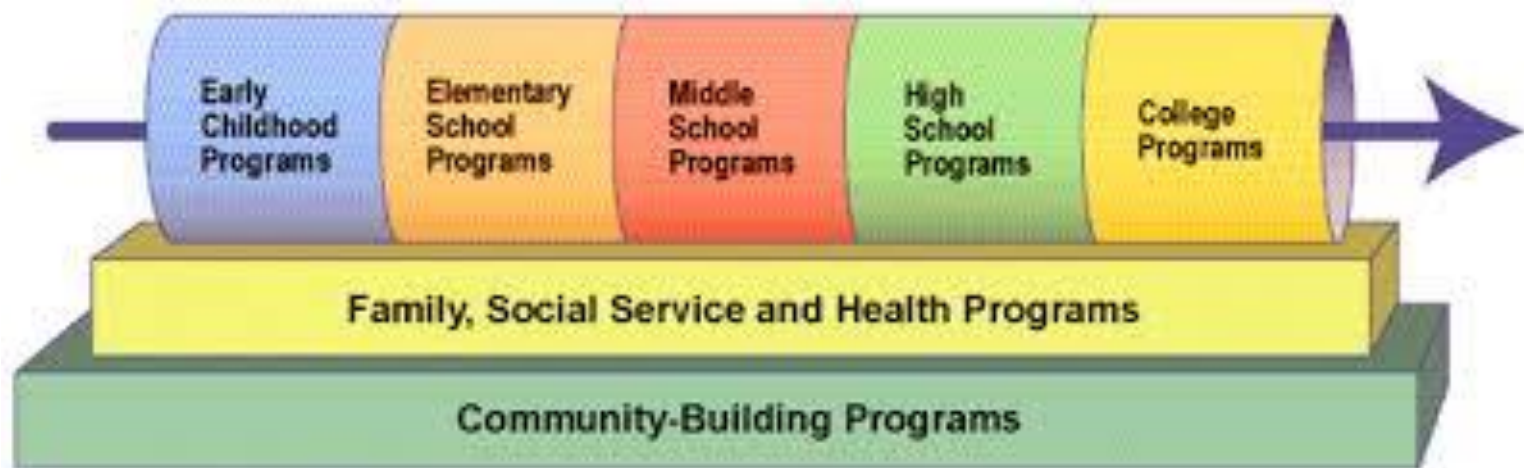 Early
Childhood
Programs
Elementary
School
Programs
Middle
School
Programs
High
School
Programs
College
Programs
Family, Social Service and Health Programs
Community-Building Programs